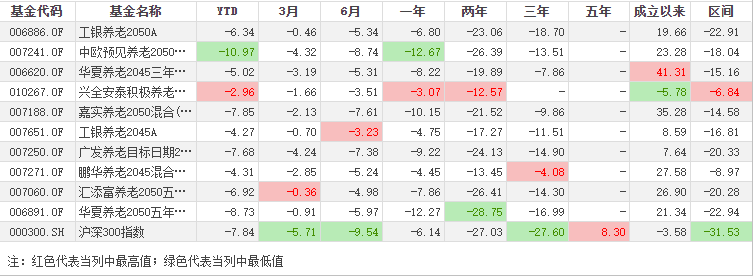 基金代码 基金名称 YTD 3月 6月 一年 两年 三年 五年 成立以来 区间
006886.OF 工银养老2050A -6.34 -0.46 -5.34 -6.80 -23.06 -18.70 - 19.66 -22.91
007241.OF 中欧预见养老2050… -10.97 -4.32 -8.74 -12.67 -26.39 -13.51 - 23.28 -18.04
006620.OF 华夏养老2045三年… -5.02 -3.19 -5.31 -8.22 -19.89 -7.86 - 41.31 -15.16
010267.OF 兴全安泰积极养老… -2.96 -1.66 -3.51 -3.07 -12.57 - - -5.78 -6.84
007188.OF 嘉实养老2050混合(… -7.85 -2.13 -7.61 -10.15 -21.52 -9.86 - 35.28 -14.58
007651.OF 工银养老2045A -4.27 -0.70 -3.23 -4.75 -17.27 -11.51 - 8.59 -16.81
007250.OF 广发养老目标日期2… -7.68 -4.24 -7.38 -9.22 -24.13 -14.90 - 7.64 -20.33
007271.OF 鹏华养老2045混合… -4.31 -2.85 -5.24 -4.45 -13.45 -4.08 - 27.58 -8.97
007060.OF 汇添富养老2050五… -6.92 -0.36 -4.98 -7.86 -26.41 -14.30 - 26.90 -20.28
006891.OF 华夏养老2050五年… -8.73 -0.91 -5.97 -12.27 -28.75 -16.99 - 21.34 -22.94
000300.SH 沪深300指数 -7.84 -5.71 -9.54 -6.14 -27.03 -27.60 8.30 -3.58 -31.53
注: 红色代表当列中最高值; 绿色代表当列中最低值